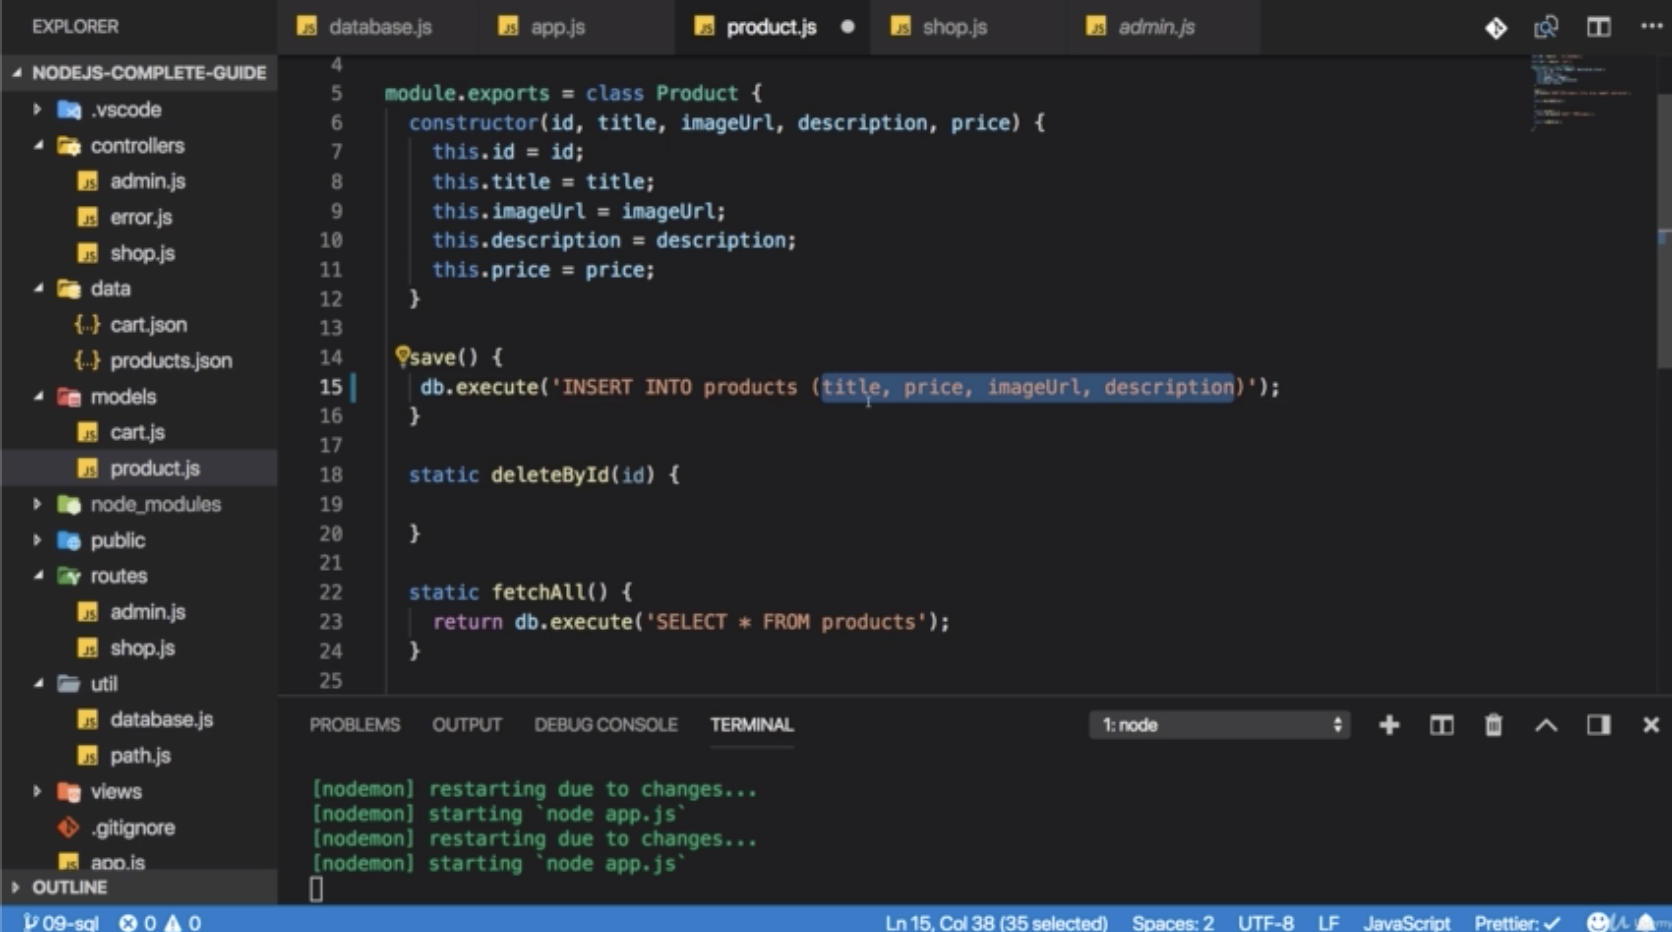 EXPLORER
database.js
app.js
product.js
shop.js
admin.js
NODEJS-COMPLETE-GUIDE
.vscode
controllers
admin.js
error.js
shop.js
data
cart.json
products.json
models
cart.js
product.js
node_modules
public
routes
admin.js
shop.js
util
database.js
path.js
views
.gitignore
app.js
OUTLINE
4
5 module.exports = class Product {
6 constructor(id, title, imageUrl, description, price) {
7 this.id = id;
8 this.title = title;
9 this.imageUrl = imageUrl;
10 this.description = description;
11 this.price = price;
12 }
13
14 save() {
15 db.execute('INSERT INTO products (title, price, imageUrl, description)');
16 }
17
18 static deleteById(id) {
19
20 }
21
22 static fetchAll() {
23 return db.execute('SELECT * FROM products');
24 }
25
PROBLEMS OUTPUT DEBUG CONSOLE TERMINAL 1: node
[nodemon] restarting due to changes...
[nodemon] starting `node app.js`
[nodemon] restarting due to changes...
[nodemon] starting `node app.js`
09-sql 0 0 Ln 15, Col 38 (35 selected) Spaces: 2 UTF-8 LF JavaScript Prettier: ✓